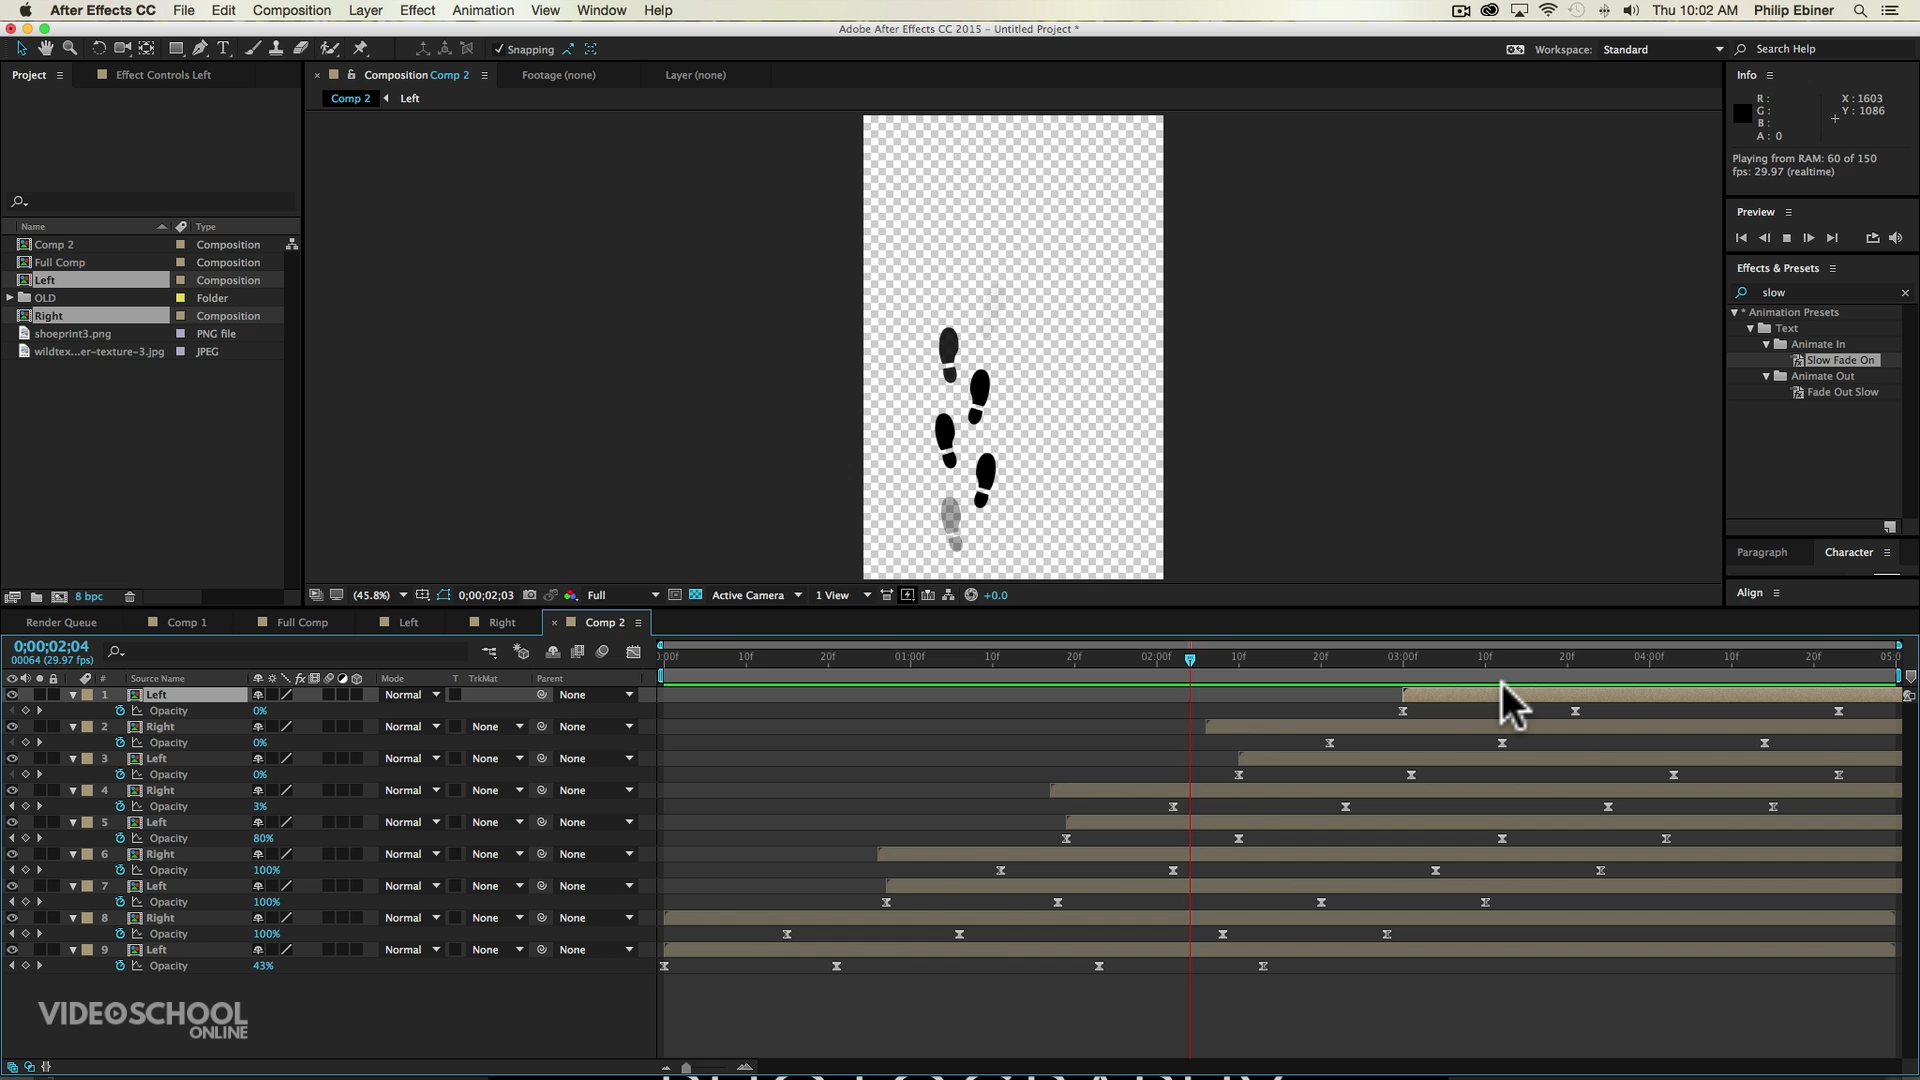 After Effects CC File Edit Composition Layer Effect Animation View Window Help Thu 10:02 AM Philip Ebiner
Adobe After Effects CC 2015 - Untitled Project *
Snapping Workspace: Standard Search Help
Project Effect Controls Left Composition Comp 2 Footage (none) Layer (none) Info
Comp 2 Left
R: X : 1603
G: Y : 1086
B:
A : 0
Playing from RAM: 60 of 150
fps: 29.97 (realtime)
Preview
Effects & Presets
slow
* Animation Presets
Text
Animate In
Slow Fade On
Animate Out
Fade Out Slow
Paragraph Character
Align
Name Type
Comp 2 Composition
Full Comp Composition
Left Composition
OLD Folder
Right Composition
shoeprint3.png PNG file
wildtex...er-texture-3.jpg JPEG
8 bpc (45.8%) 0;00;02;03 Full Active Camera 1 View +0.0
Render Queue Comp 1 Full Comp Left Right Comp 2
0;00;02;04
00064 (29.97 fps)
:00f 10f 20f 01:00f 10f 20f 02:00f 10f 20f 03:00f 10f 20f 04:00f 10f 20f 05:0
# Source Name Mode T TrkMat Parent
1 Left Normal None
Opacity 0%
2 Right Normal None None
Opacity 0%
3 Left Normal None None
Opacity 0%
4 Right Normal None None
Opacity 3%
5 Left Normal None None
Opacity 80%
6 Right Normal None None
Opacity 100%
7 Left Normal None None
Opacity 100%
8 Right Normal None None
Opacity 100%
9 Left Normal None None
Opacity 43%
VIDEOSCHOOL
ONLINE